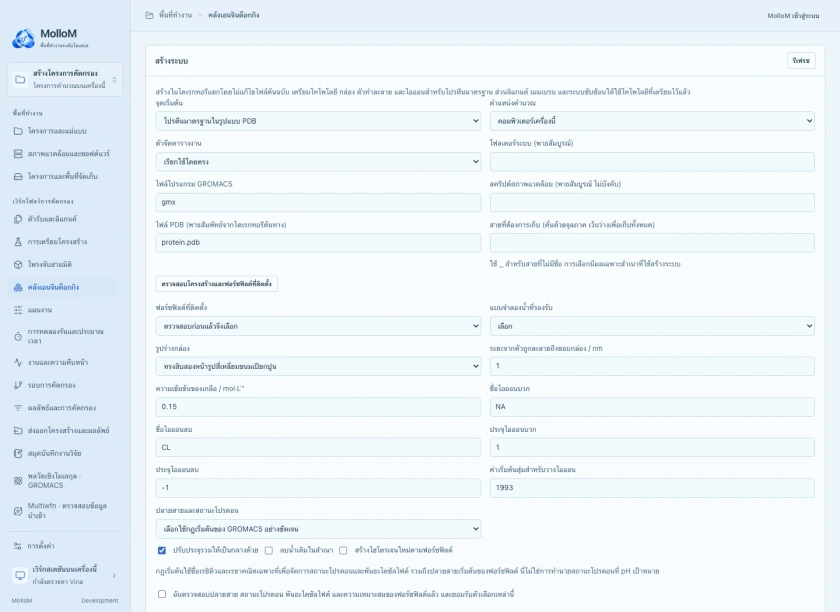 MolloM
พื้นที่ทำงานระดับโมเลกุล
สร้างโครงการคัดกรอง
โครงการคำนวณบนเครื่องนี้
พื้นที่ทำงาน
โครงการและแม่แบบ
สภาพแวดล้อมและซอฟต์แวร์
โครงการและพื้นที่จัดเก็บ
เวิร์กโฟลว์การคัดกรอง
ตัวรับและลิแกนด์
การเตรียมโครงสร้าง
โพรงจับสามมิติ
คลังเอนจินด็อกกิง
แผนงาน
การทดลองรันและประมาณ
เวลา
งานและความคืบหน้า
รอบการคัดกรอง
ผลลัพธ์และการคัดกรอง
ส่งออกโครงสร้างและผลลัพธ์
สมุดบันทึกงานวิจัย
พลวัตเชิงโมเลกุล ·
GROMACS
Multiwfn · ตรวจสอบข้อมูล
นำเข้า
การตั้งค่า
เวิร์กสเตชันบนเครื่องนี้
กำลังตรวจหา Vina
MolloM
Development
พื้นที่ทำงาน › คลังเอนจินด็อกกิง
MolloM เข้าสู่ระบบ
สร้างระบบ
รีเฟรช
สร้างในไดเรกทอรีแยกโดยไม่แก้ไขไฟล์ต้นฉบับ เตรียมโทโพโลยี กล่อง ตัวทำละลาย และไอออนสำหรับโปรตีนมาตรฐาน ส่วนลิแกนด์ เมมเบรน และระบบซับซ้อนให้ใช้โทโพโลยีที่เตรียมไว้แล้ว
จุดเริ่มต้น
ตำแหน่งคำนวณ
โปรตีนมาตรฐานในรูปแบบ PDB
คอมพิวเตอร์เครื่องนี้
ตัวจัดตารางงาน
โฟลเดอร์ระบบ (พาธสัมบูรณ์)
เรียกใช้โดยตรง
ไฟล์โปรแกรม GROMACS
สคริปต์สภาพแวดล้อม (พาธสัมบูรณ์ ไม่บังคับ)
gmx
ไฟล์ PDB (พาธสัมพัทธ์จากไดเรกทอรีต้นทาง)
สายที่ต้องการเก็บ (คั่นด้วยจุลภาค เว้นว่างเพื่อเก็บทั้งหมด)
protein.pdb
ใช้ _ สำหรับสายที่ไม่มีชื่อ การเลือกมีผลเฉพาะสำเนาที่ใช้สร้างระบบ
ตรวจสอบโครงสร้างและฟอร์ซฟิลด์ที่ติดตั้ง
ฟอร์ซฟิลด์ที่ติดตั้ง
แบบจำลองน้ำที่รองรับ
ตรวจสอบก่อนแล้วจึงเลือก
เลือก
รูปร่างกล่อง
ระยะจากตัวถูกละลายถึงขอบกล่อง / nm
ทรงสิบสองหน้ารูปสี่เหลี่ยมขนมเปียกปูน
1
ความเข้มข้นของเกลือ / mol·L⁻¹
ชื่อไอออนบวก
0.15
NA
ชื่อไอออนลบ
ประจุไอออนบวก
CL
1
ประจุไอออนลบ
ค่าเริ่มต้นสุ่มสำหรับวางไอออน
-1
1993
ปลายสายและสถานะโปรตอน
เลือกใช้กฎเริ่มต้นของ GROMACS อย่างชัดเจน
ปรับประจุรวมให้เป็นกลางด้วย
ลบน้ำเดิมในสำเนา
สร้างไฮโดรเจนใหม่ตามฟอร์ซฟิลด์
กฎเริ่มต้นใช้ชื่อเรซิดิวและเรขาคณิตเฉพาะที่เพื่อจัดการสถานะโปรตอนและพันธะไดซัลไฟด์ รวมถึงปลายสายเริ่มต้นของฟอร์ซฟิลด์ นี่ไม่ใช่การทำนายสถานะโปรตอนที่ pH เป้าหมาย
ฉันตรวจสอบปลายสาย สถานะโปรตอน พันธะไดซัลไฟด์ และความเหมาะสมของฟอร์ซฟิลด์แล้ว และยอมรับตัวเลือกเหล่านี้